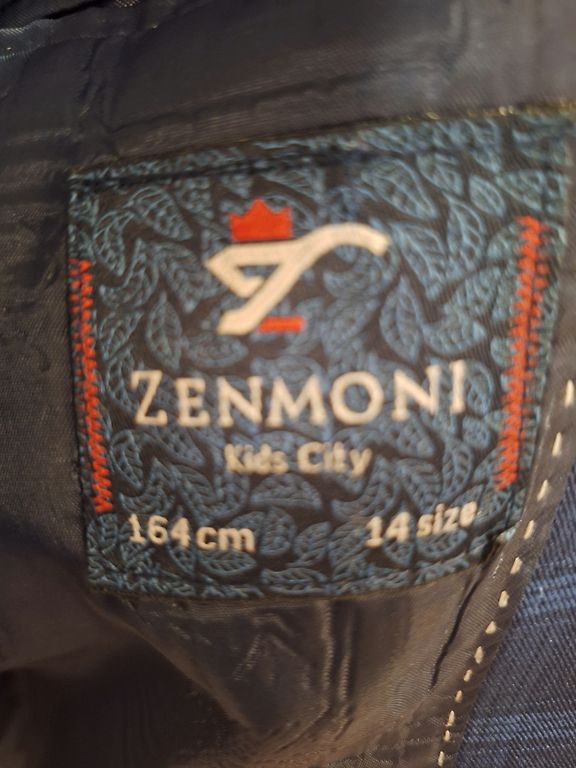 ZENMONI
Kids City
164cm 14 size